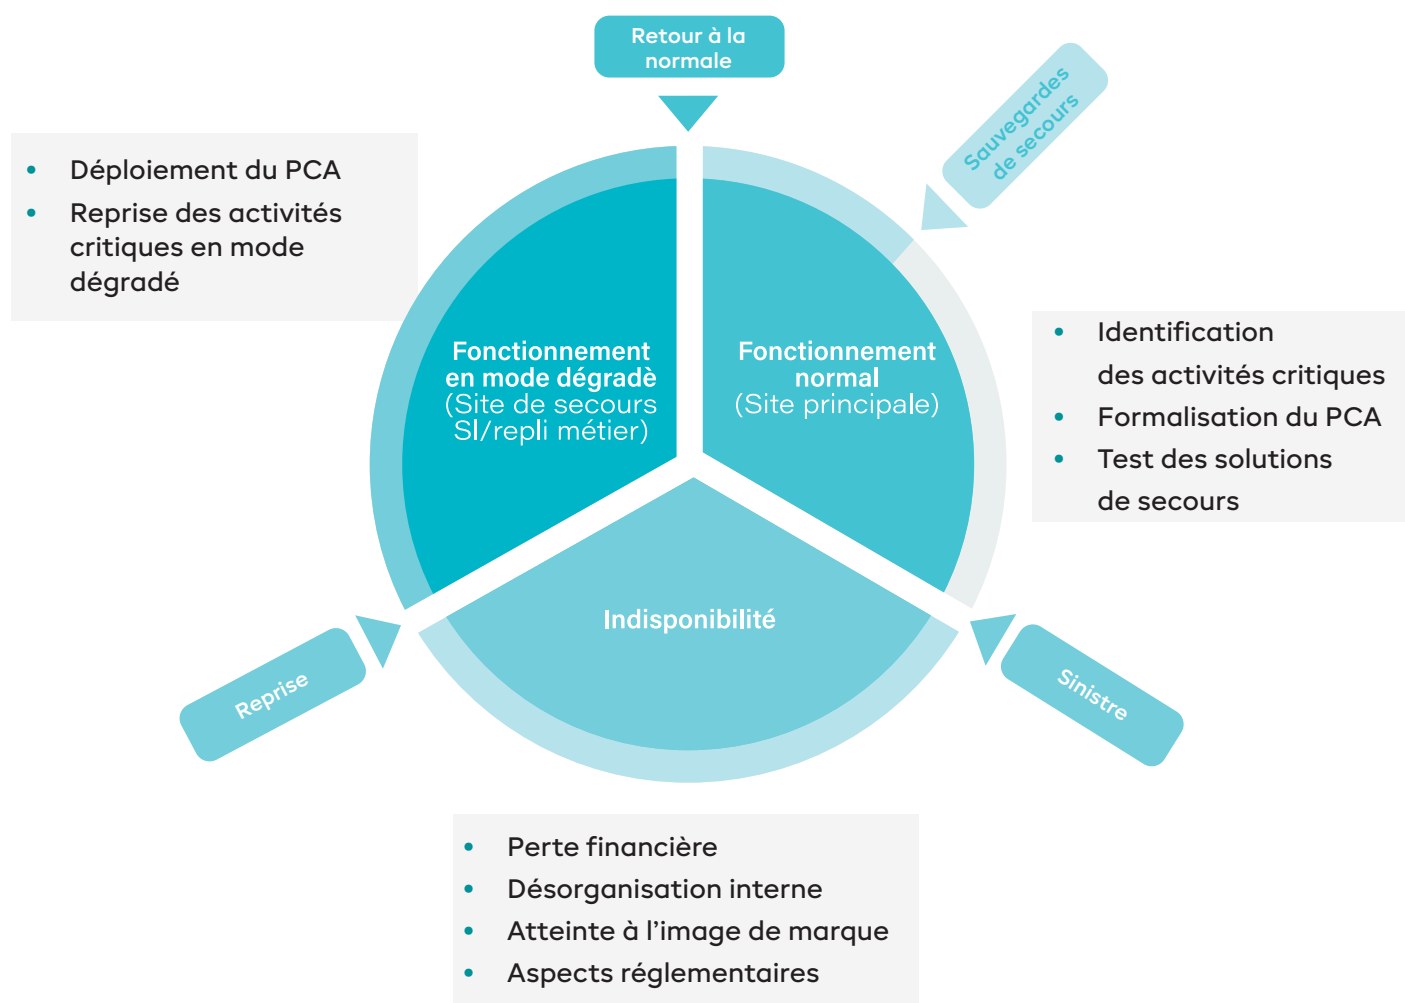 Retour à la
normale
Sauvegardes
de secours
• Déploiement du PCA
• Reprise des activités
critiques en mode
dégradé
Fonctionnement
en mode dégradè
(Site de secours
SI/repli métier)
Fonctionnement
normal
(Site principale)
• Identification
des activités critiques
• Formalisation du PCA
• Test des solutions
de secours
Indisponibilité
Reprise
Sinistre
• Perte financière
• Désorganisation interne
• Atteinte à l’image de marque
• Aspects réglementaires